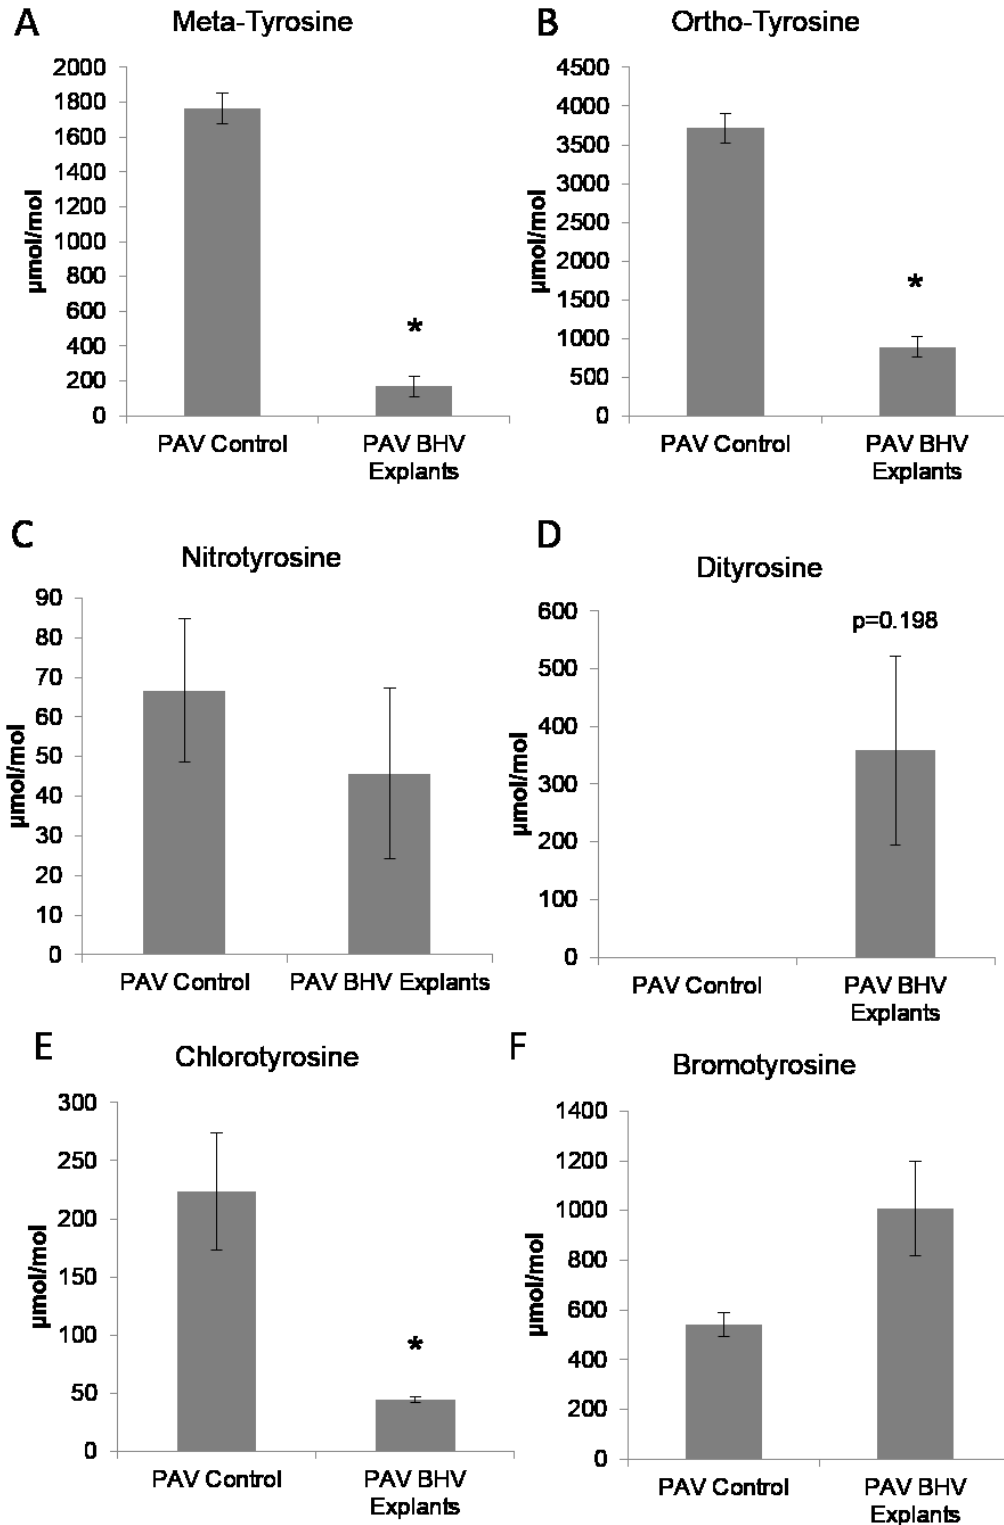 A
Meta-Tyrosine
µmol/mol
2000
1800
1600
1400
1200
1000
800
600
400
200
0
*
PAV Control
PAV BHV
Explants
B
Ortho-Tyrosine
µmol/mol
4500
4000
3500
3000
2500
2000
1500
1000
500
0
*
PAV Control
PAV BHV
Explants
C
Nitrotyrosine
µmol/mol
90
80
70
60
50
40
30
20
10
0
PAV Control
PAV BHV Explants
D
Dityrosine
µmol/mol
600
500
400
300
200
100
0
p=0.198
PAV Control
PAV BHV
Explants
E
Chlorotyrosine
µmol/mol
300
250
200
150
100
50
0
*
PAV Control
PAV BHV
Explants
F
Bromotyrosine
µmol/mol
1400
1200
1000
800
600
400
200
0
PAV Control
PAV BHV
Explants